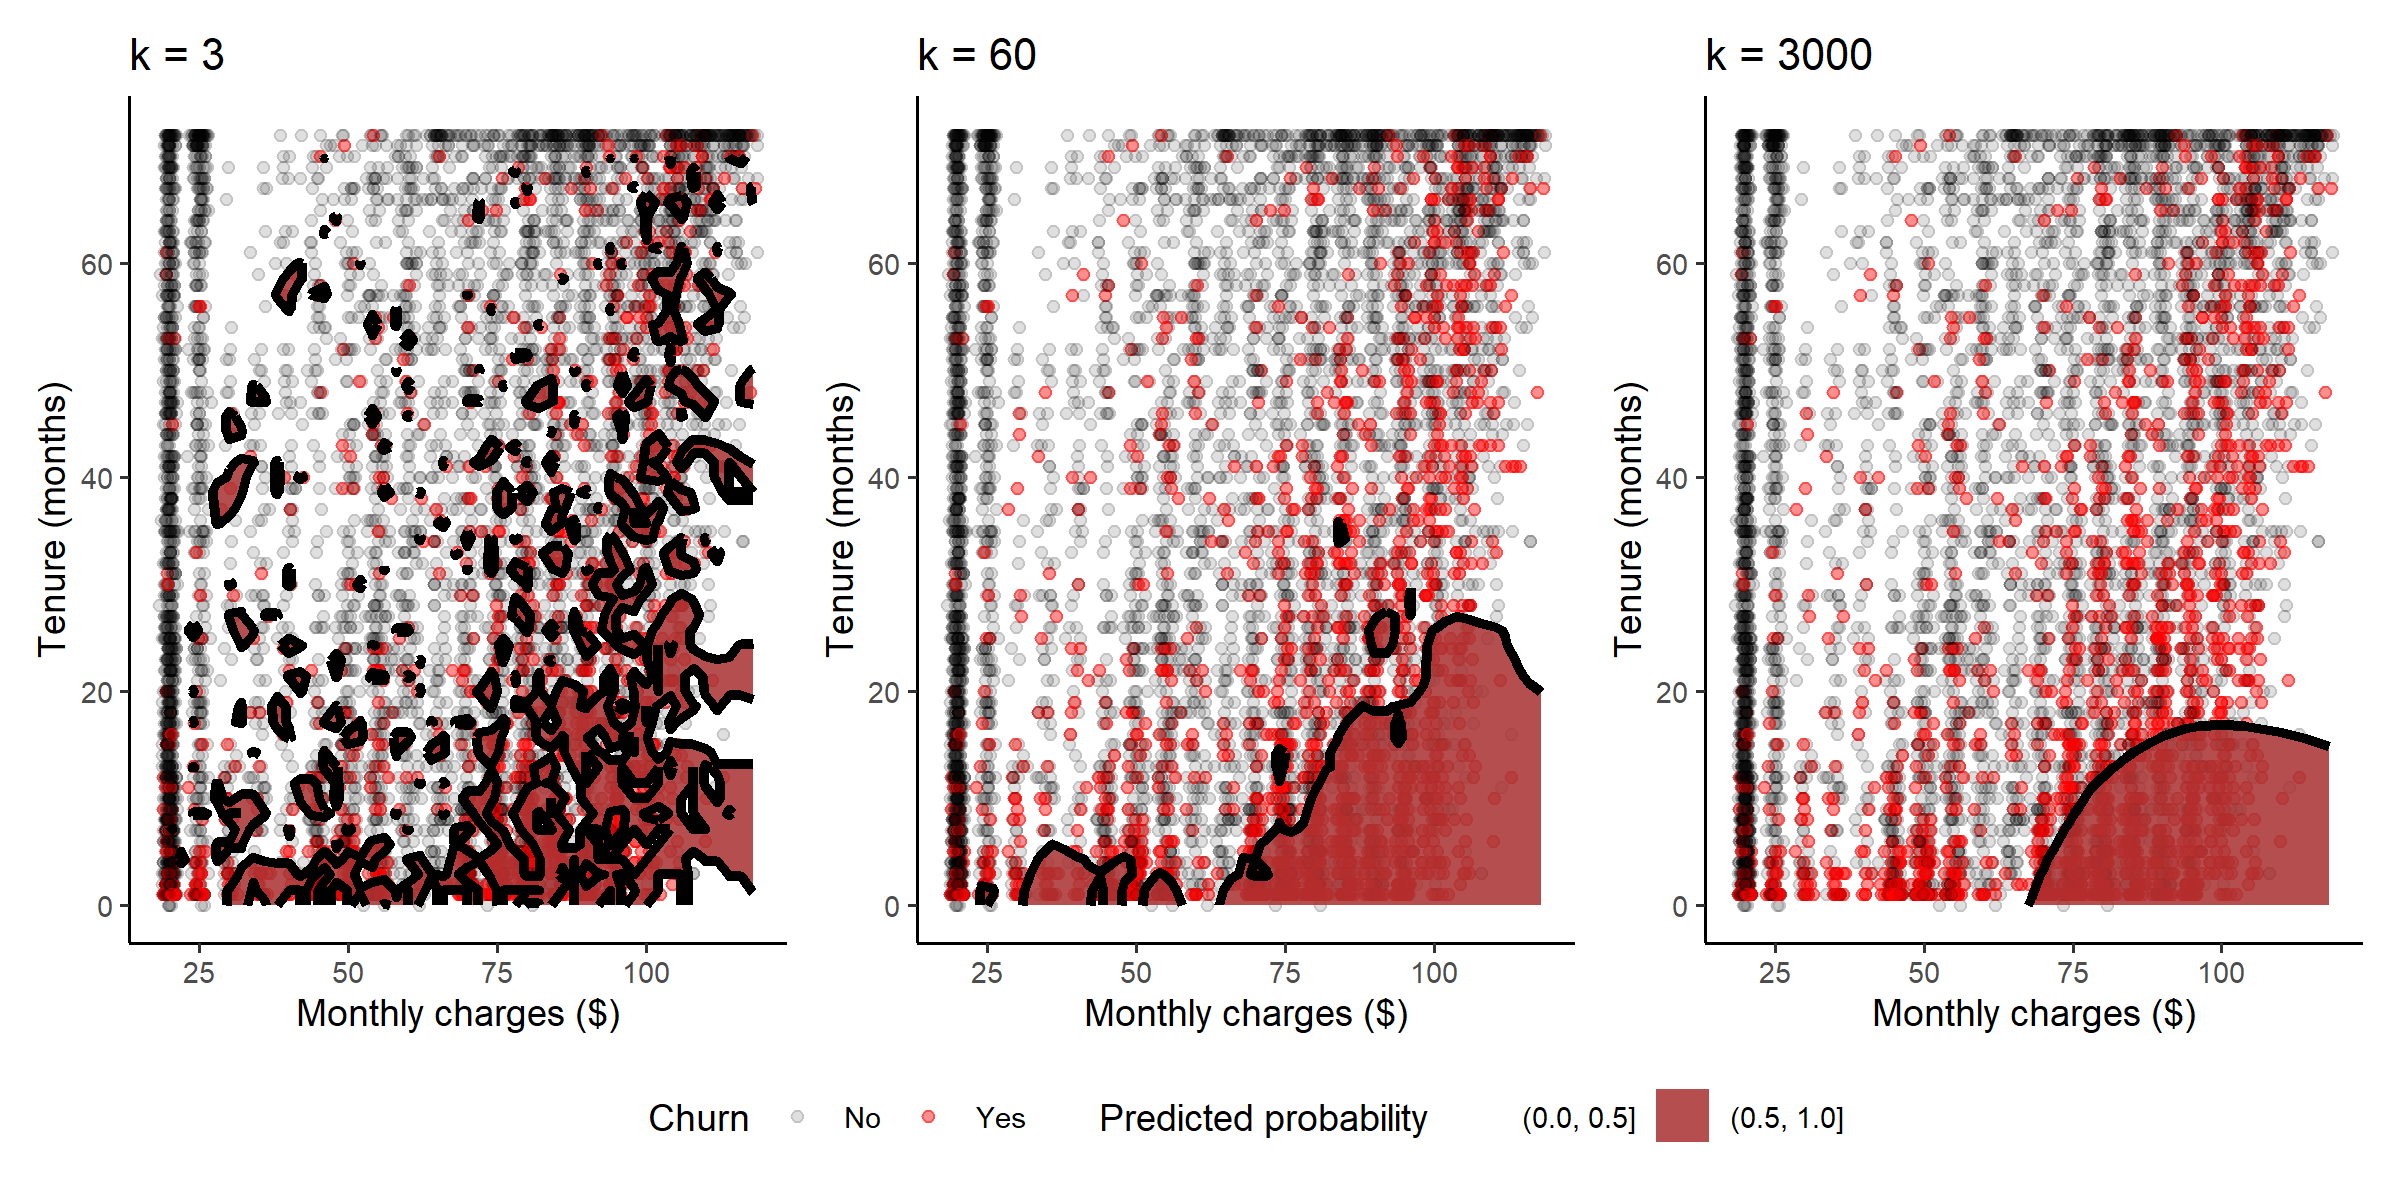 k = 3
k = 60
k = 3000
Tenure (months)
60
40
20
0
25 50 75 100
Monthly charges ($)
Tenure (months)
60
40
20
0
25 50 75 100
Monthly charges ($)
Tenure (months)
60
40
20
0
25 50 75 100
Monthly charges ($)
Churn No Yes Predicted probability (0.0, 0.5] (0.5, 1.0]